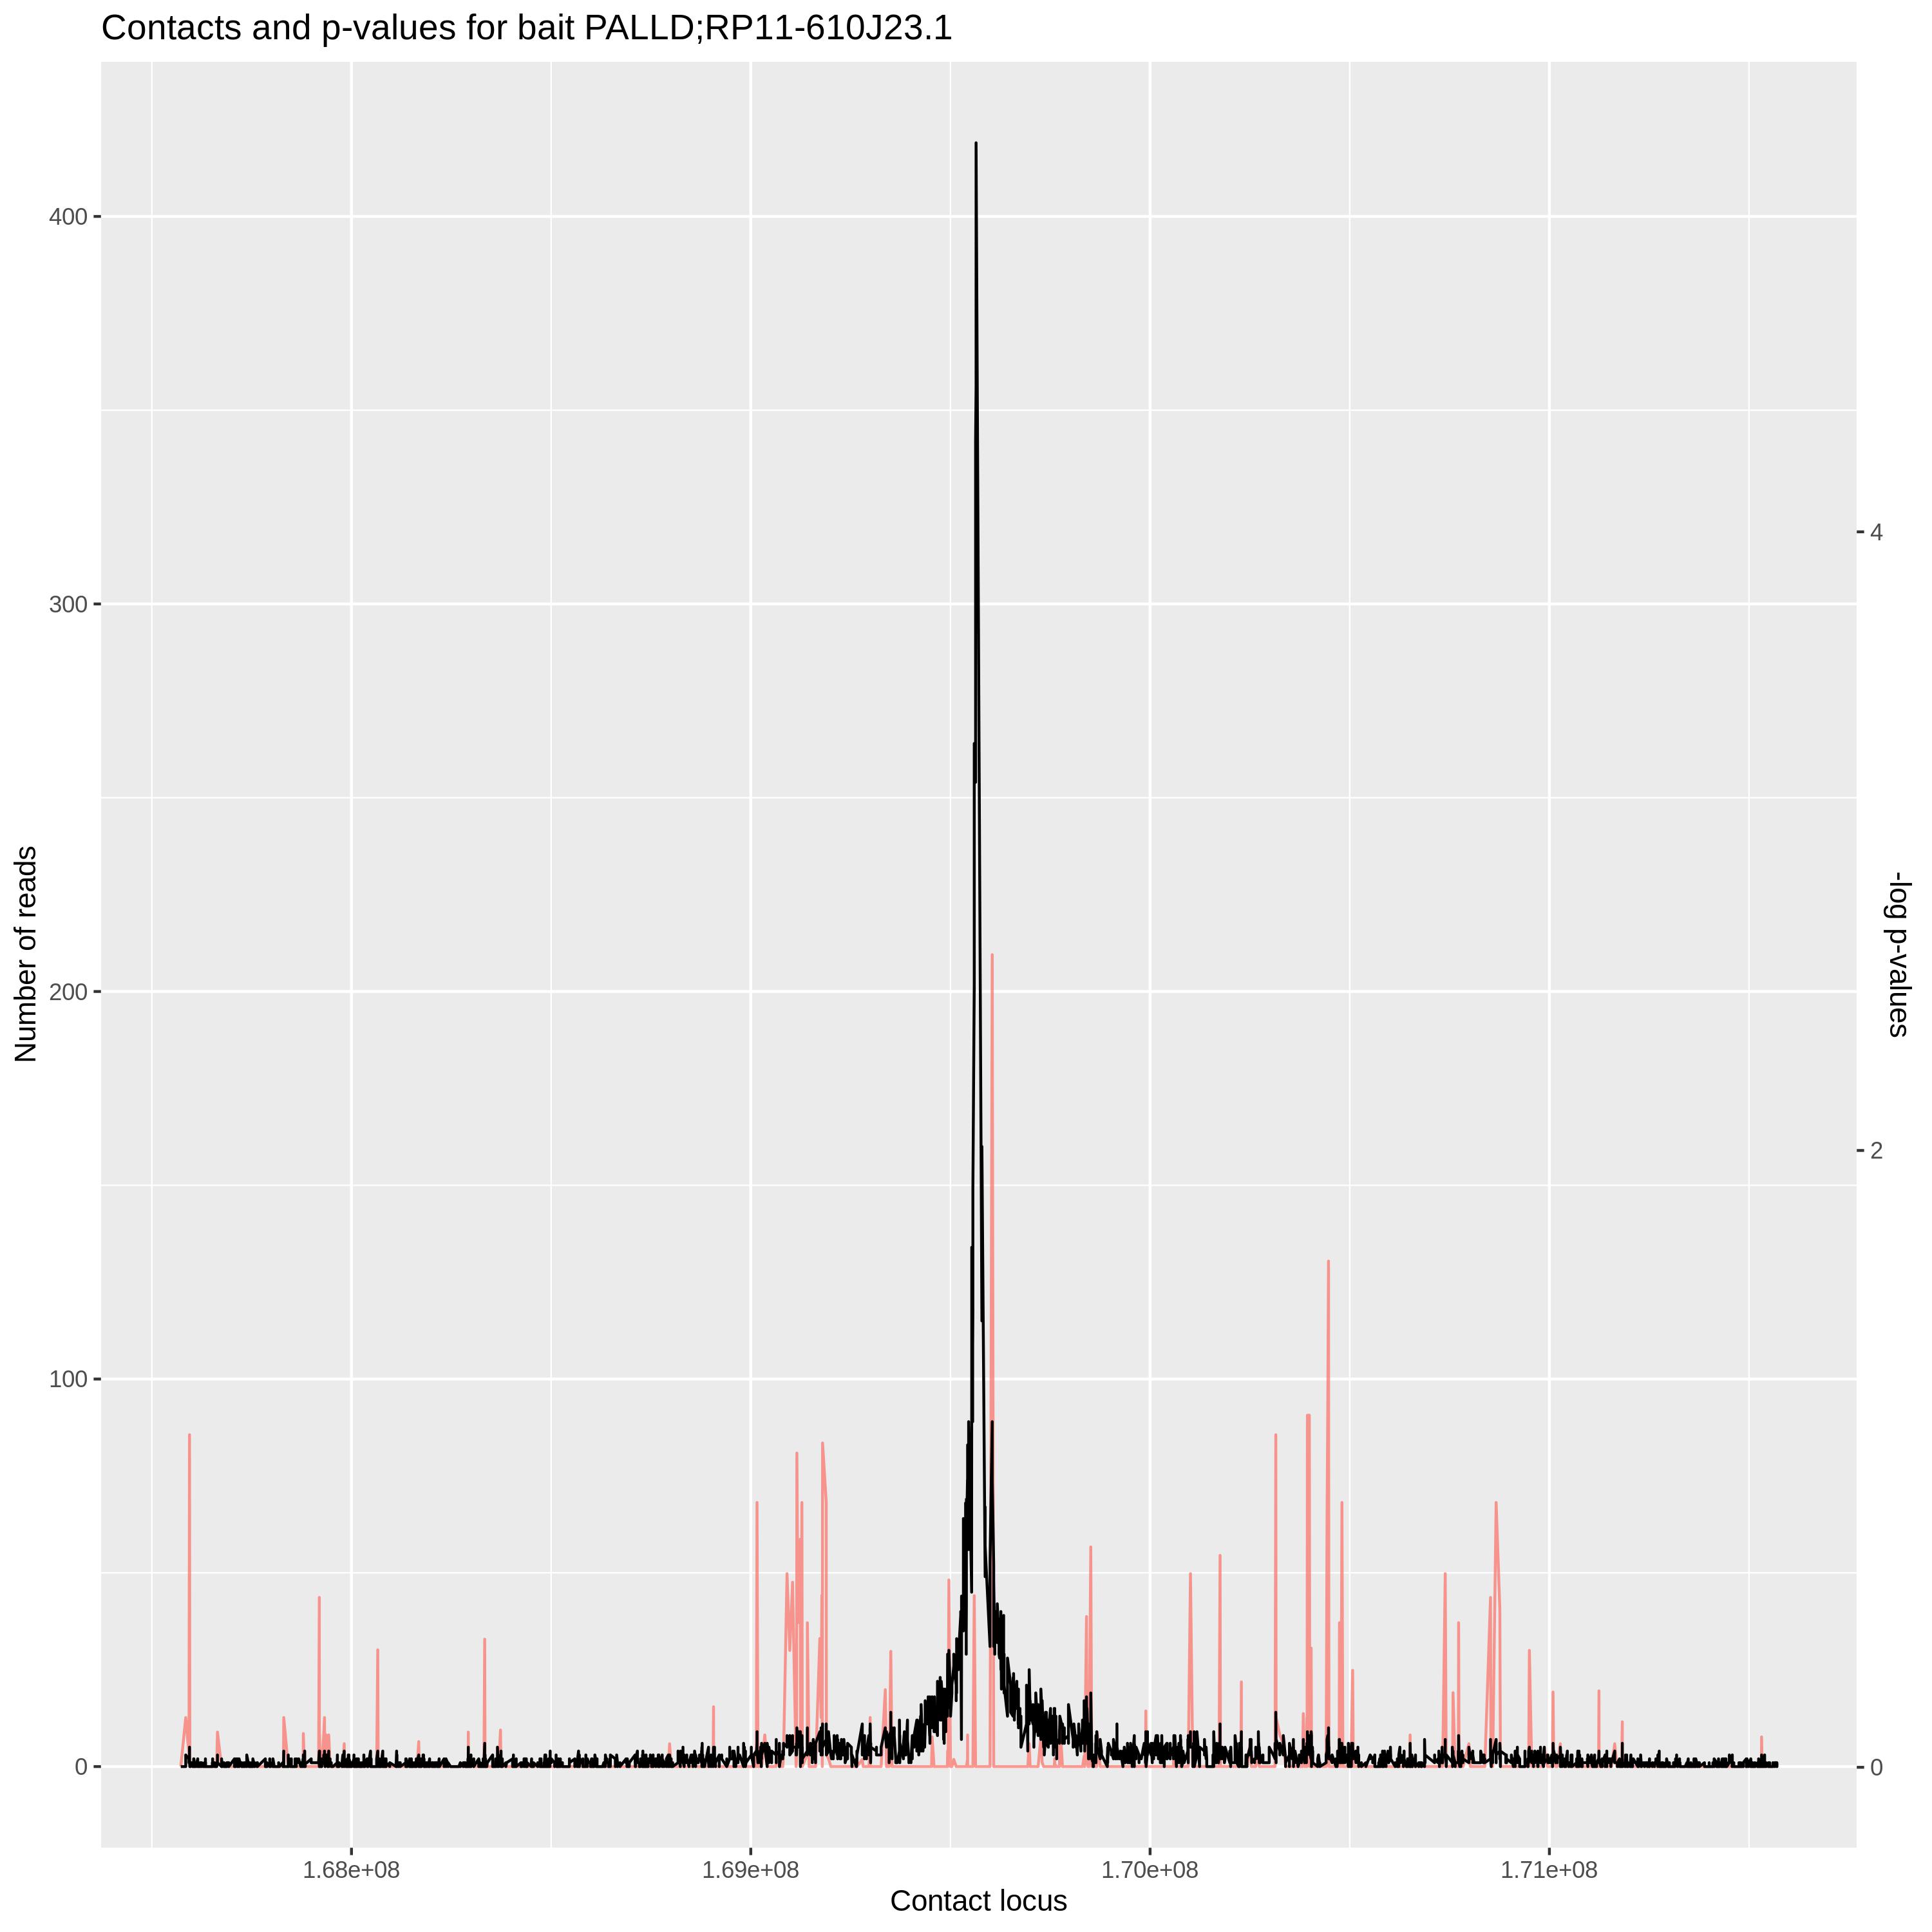 Contacts and p-values for bait PALLD;RP11-610J23.1
400
300
200
100
0
Number of reads
4
2
0
-log p-values
1.68e+08
1.69e+08
1.70e+08
1.71e+08
Contact locus